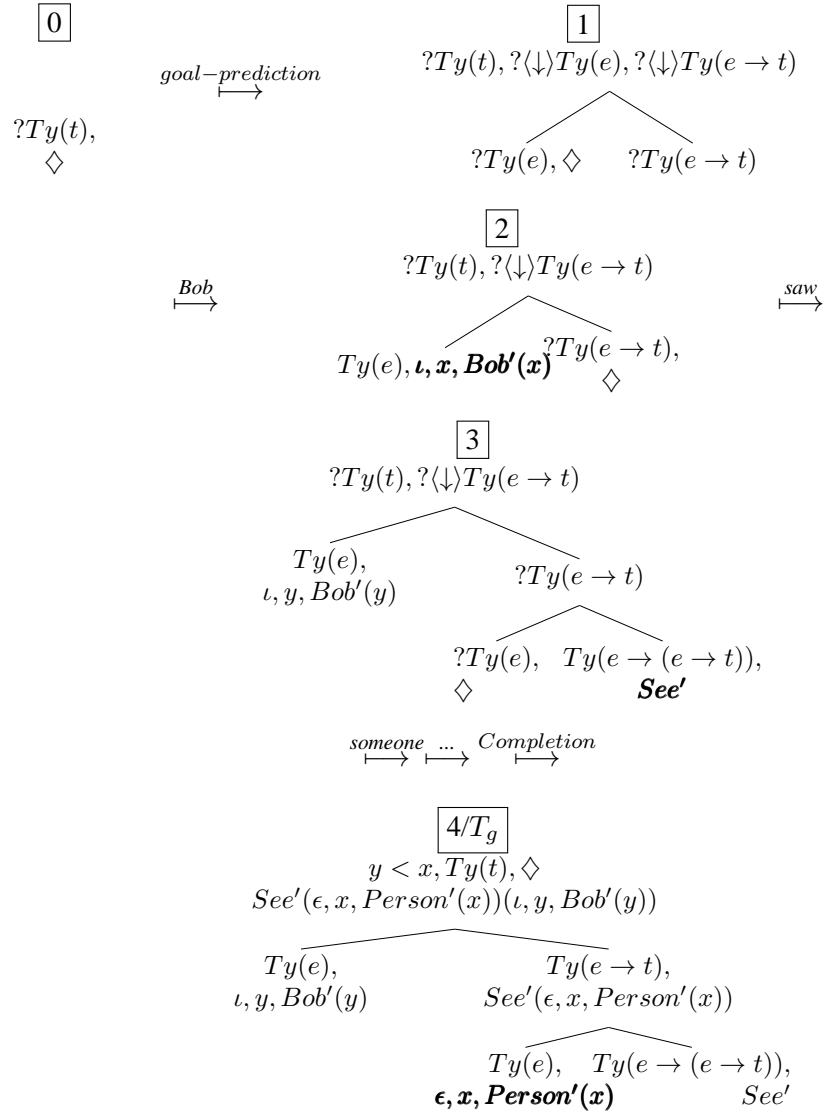 0
1
goal−prediction
?Ty(t), ?⟨↓⟩Ty(e), ?⟨↓⟩Ty(e → t)
?Ty(t),
◇
?Ty(e), ◇ ?Ty(e → t)
2
?Ty(t), ?⟨↓⟩Ty(e → t)
Bob
saw
Ty(e), ι, x, Bob′(x) ?Ty(e → t),
◇
3
?Ty(t), ?⟨↓⟩Ty(e → t)
Ty(e),
ι, y, Bob′(y)
?Ty(e → t)
?Ty(e), Ty(e → (e → t)),
◇ See′
someone ... Completion
4/T_g
y < x, Ty(t), ◇
See′(ϵ, x, Person′(x))(ι, y, Bob′(y))
Ty(e), Ty(e → t),
ι, y, Bob′(y) See′(ϵ, x, Person′(x))
Ty(e), Ty(e → (e → t)),
ϵ, x, Person′(x) See′